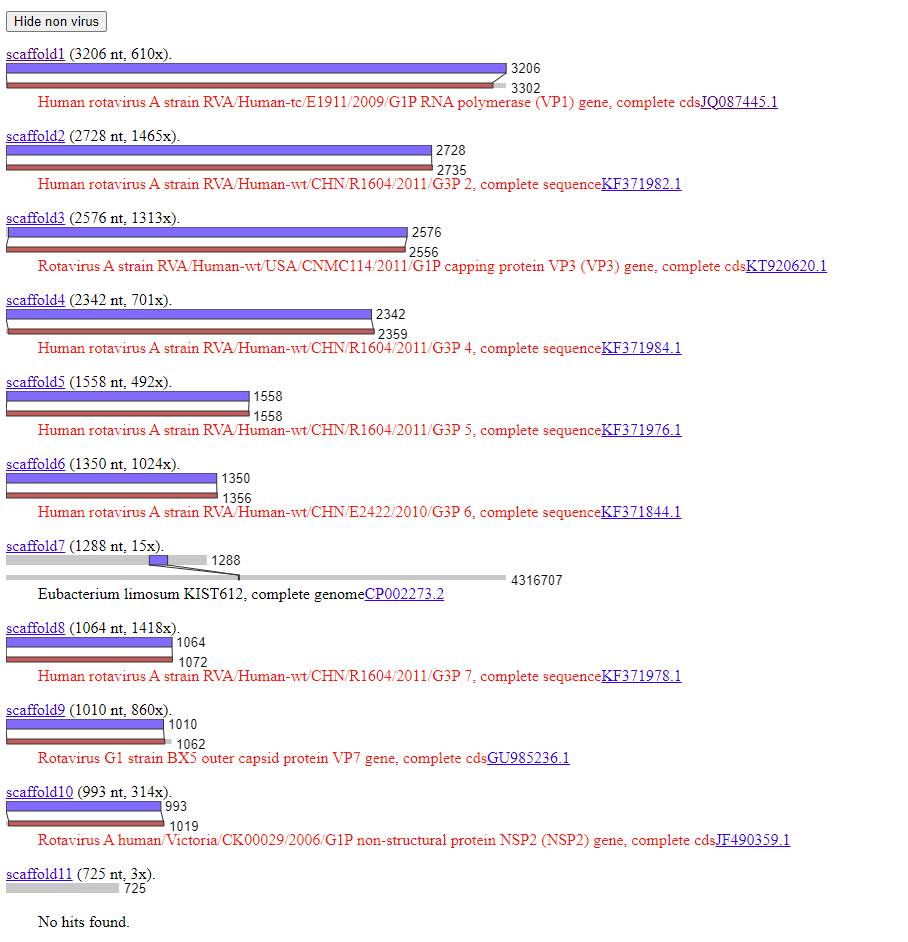 Hide non virus
scaffold1 (3206 nt, 610x).
3206
3302
Human rotavirus A strain RVA/Human-tc/E1911/2009/G1P RNA polymerase (VP1) gene, complete cdsJQ087445.1
scaffold2 (2728 nt, 1465x).
2728
2735
Human rotavirus A strain RVA/Human-wt/CHN/R1604/2011/G3P 2, complete sequenceKF371982.1
scaffold3 (2576 nt, 1313x).
2576
2556
Rotavirus A strain RVA/Human-wt/USA/CNMC114/2011/G1P capping protein VP3 (VP3) gene, complete cdsKT920620.1
scaffold4 (2342 nt, 701x).
2342
2359
Human rotavirus A strain RVA/Human-wt/CHN/R1604/2011/G3P 4, complete sequenceKF371984.1
scaffold5 (1558 nt, 492x).
1558
1558
Human rotavirus A strain RVA/Human-wt/CHN/R1604/2011/G3P 5, complete sequenceKF371976.1
scaffold6 (1350 nt, 1024x).
1350
1356
Human rotavirus A strain RVA/Human-wt/CHN/E2422/2010/G3P 6, complete sequenceKF371844.1
scaffold7 (1288 nt, 15x).
1288
4316707
Eubacterium limosum KIST612, complete genomeCP002273.2
scaffold8 (1064 nt, 1418x).
1064
1072
Human rotavirus A strain RVA/Human-wt/CHN/R1604/2011/G3P 7, complete sequenceKF371978.1
scaffold9 (1010 nt, 860x).
1010
1062
Rotavirus G1 strain BX5 outer capsid protein VP7 gene, complete cdsGU985236.1
scaffold10 (993 nt, 314x).
993
1019
Rotavirus A human/Victoria/CK00029/2006/G1P non-structural protein NSP2 (NSP2) gene, complete cdsJF490359.1
scaffold11 (725 nt, 3x).
725
No hits found.